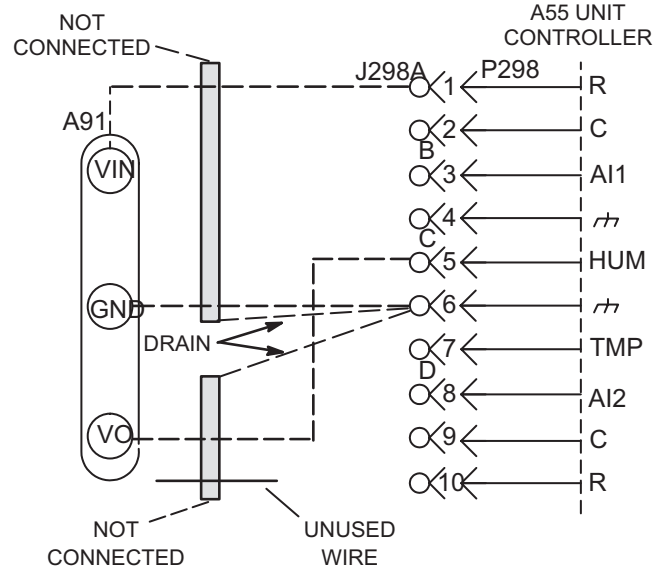 NOT
CONNECTED
A55 UNIT
CONTROLLER
J298A
P298
1
R
A91
2
C
B
VIN
3
AI1
4
C
5
HUM
GND
6
DRAIN
7
TMP
D
8
AI2
VO
9
C
10
R
NOT
CONNECTED
UNUSED
WIRE